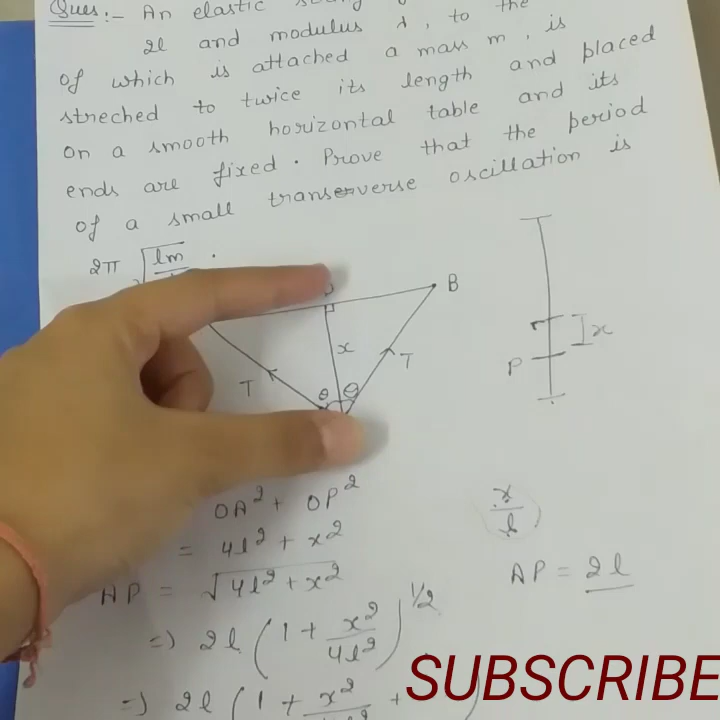 Ques:- An elastic
2l and modulus λ, to the
of which is attached a mass m, is
streched to twice its length and placed
on a smooth horizontal table and its
ends are fixed. Prove that the period
of a small transverse oscillation is
2π √lm
B
x
T
T
θ θ
P
x
OA² + OP²
= 4l² + x²
AP = √4l² + x²
x/l
AP = 2l
=) 2l (1 + x²/4l²)^1/2
=) 2l (1 + x²
SUBSCRIBE